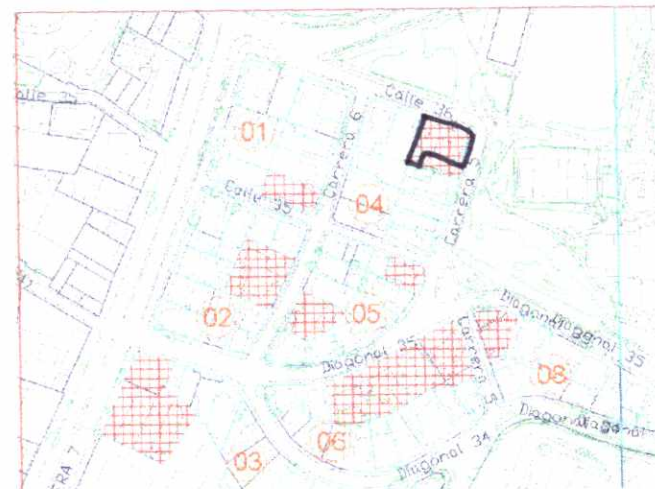 Calle 36
01
Carrera 6
Calle 35
04
Carrera 5
02
05
Diagonal 35
Diagonal 35
Carrera 5
08
Diagonal
06
03
Diagonal 34
RA 7